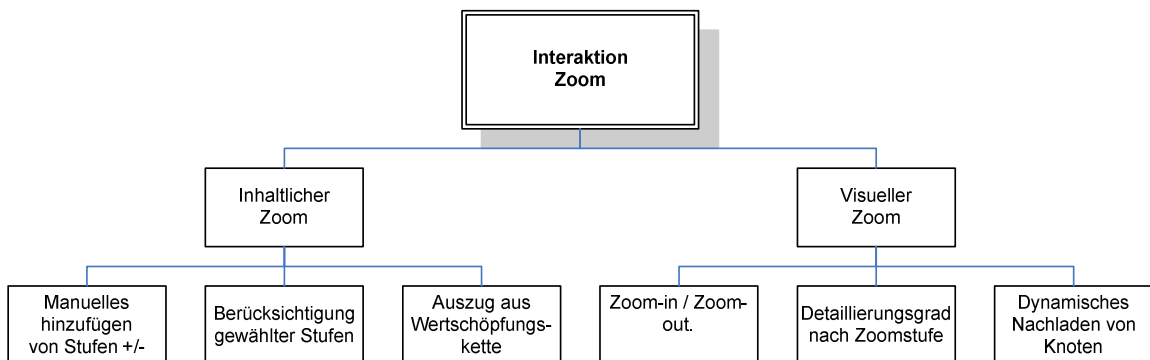 Interaktion
Zoom
Inhaltlicher
Zoom
Visueller
Zoom
Manuelles
hinzufügen
von Stufen +/-
Berücksichtigung
gewählter Stufen
Auszug aus
Wertschöpfungs-
kette
Zoom-in / Zoom-
out.
Detaillierungsgrad
nach Zoomstufe
Dynamisches
Nachladen von
Knoten